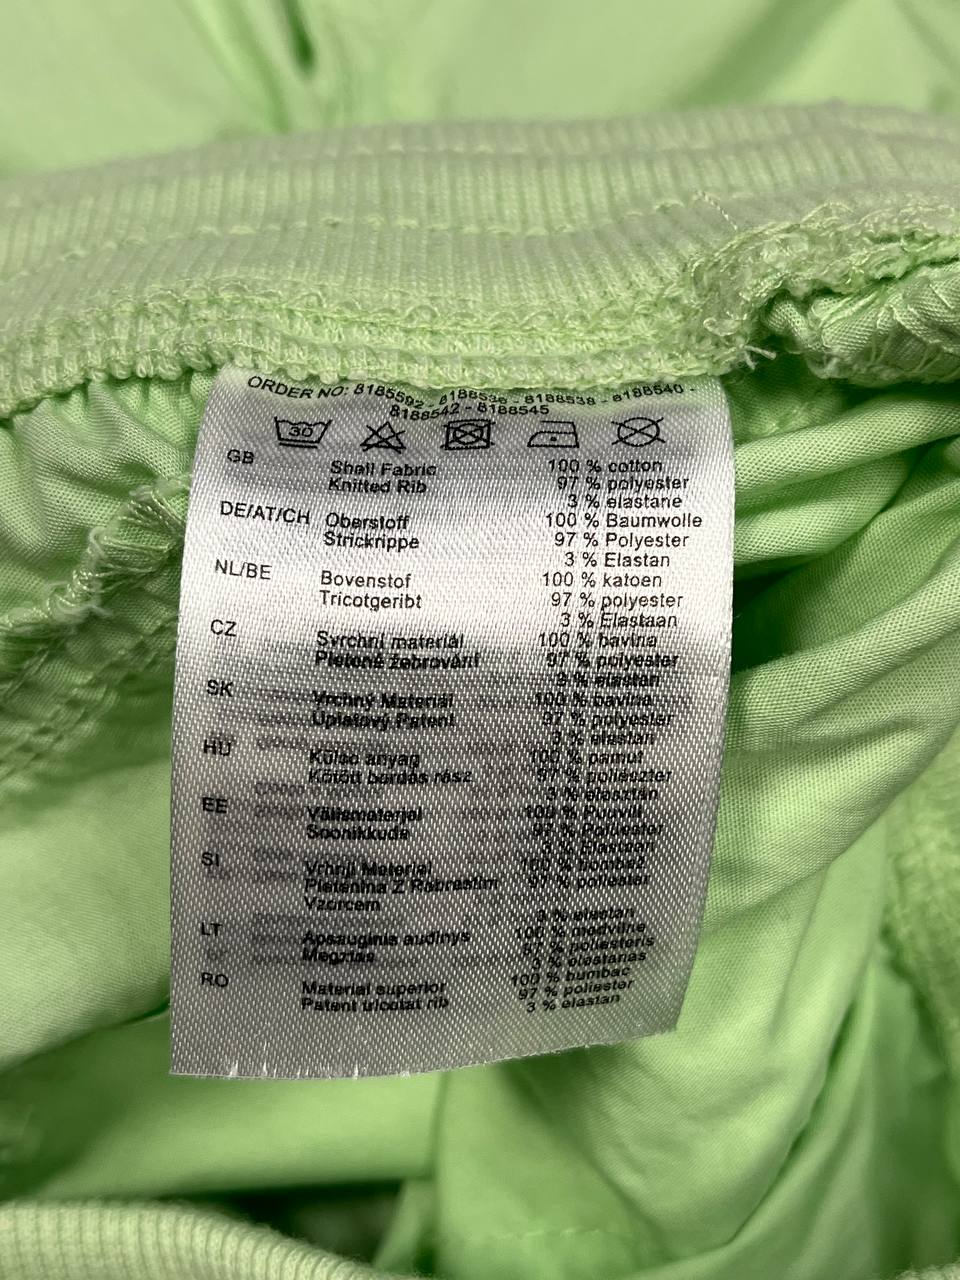 ORDER NO: 8185592 - 8188536 - 8188538 - 8188540 -
8188542 - 8188545
30
GB Shell Fabric 100 % cotton
Knitted Rib 97 % polyester
3 % elastane
DE/AT/CH Oberstoff 100 % Baumwolle
Strickrippe 97 % Polyester
3 % Elastan
NL/BE Bovenstof 100 % katoen
Tricotgeribt 97 % polyester
3 % Elastaan
CZ Svrchní materiál 100 % bavlna
Pletené žebrování 97 % polyester
3 % elastan
SK Vrchný Materiál 100 % bavlna
Úpletový Patent 97 % polyester
3 % elastan
HU Külső anyag 100 % pamut
Kötött bordás rész 97 % poliészter
3 % elasztán
EE Välismaterjal 100 % Puuvill
Soonikkude 97 % Polüester
3 % Elastaan
SI Vrhnji Material 100 % bombaž
Pletenina Z Rebrastim 97 % poliester
Vzorcem
3 % elastan
LT Apsauginis audinys 100 % medvilnė
Megztas 97 % poliesteris
3 % elastanas
RO Material superior 100 % bumbac
Patent tricotat rib 97 % poliester
3 % elastan